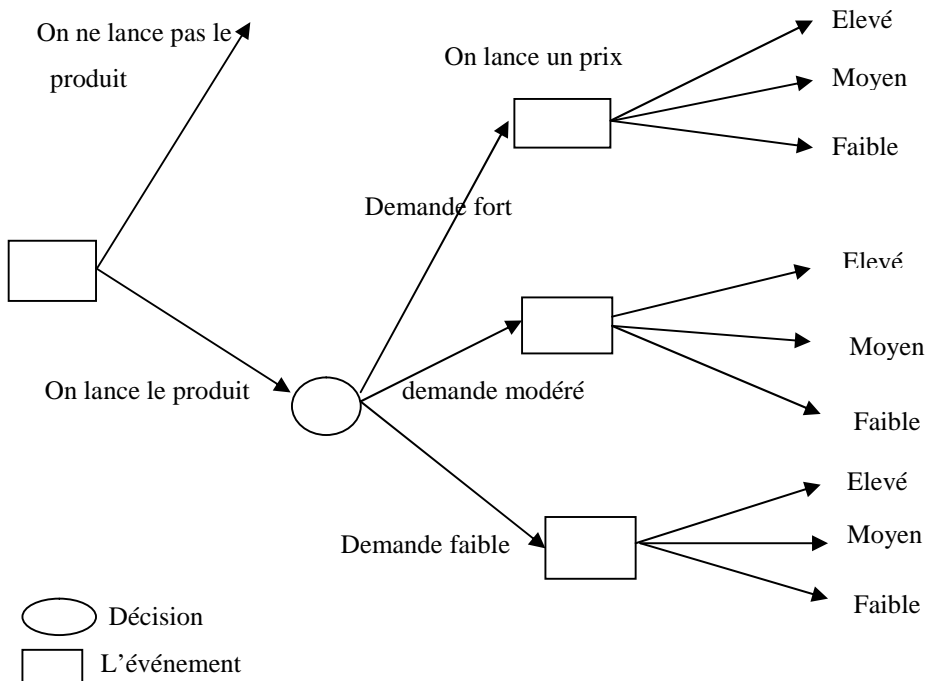 On ne lance pas le
produit
On lance un prix
Elevé
Moyen
Faible
Demande fort
Elevé
Moyen
Faible
On lance le produit
demande modéré
Elevé
Moyen
Faible
Demande faible
Décision
L'événement